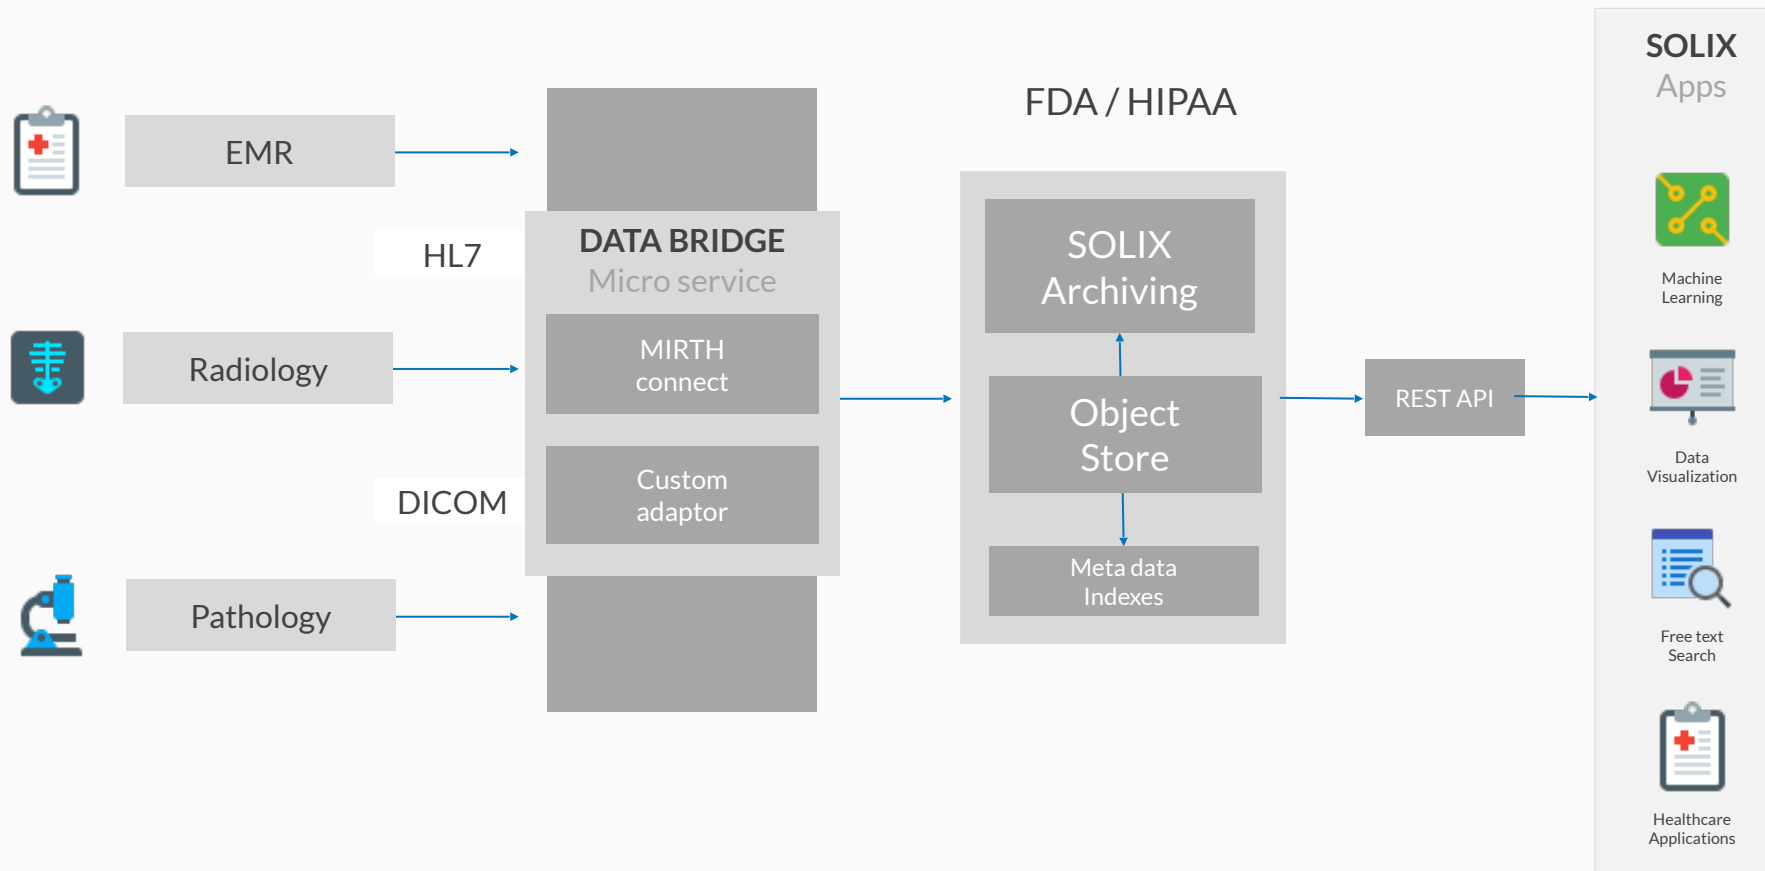 EMR
HL7
Radiology
DICOM
Pathology
DATA BRIDGE
Micro service
MIRTH
connect
Custom
adaptor
FDA / HIPAA
SOLIX
Archiving
Object
Store
Meta data
Indexes
REST API
SOLIX
Apps
Machine
Learning
Data
Visualization
Free text
Search
Healthcare
Applications